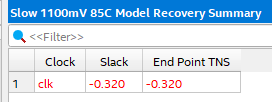 Slow 1100mV 85C Model Recovery Summary
<<Filter>>
Clock Slack End Point TNS
1 clk -0.320 -0.320